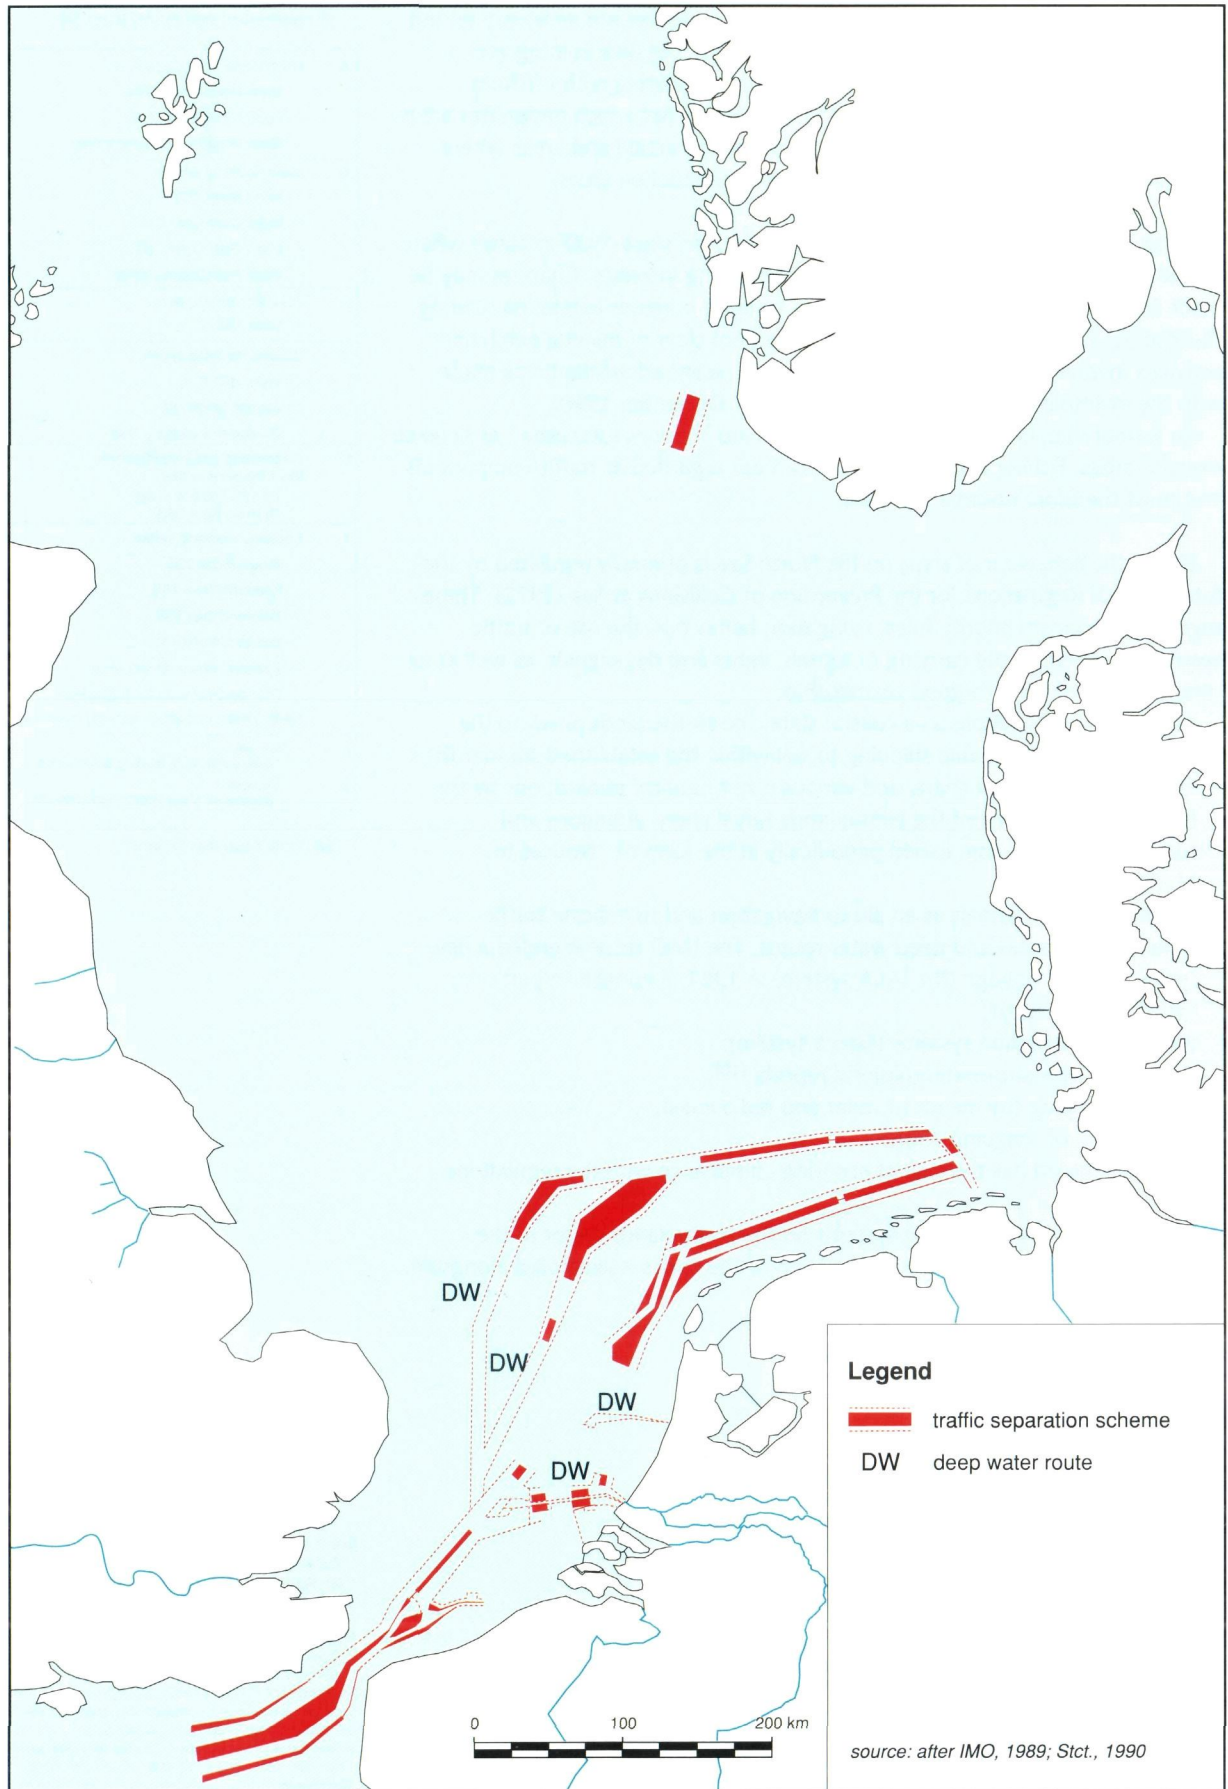 DW
DW
DW
DW
Legend
traffic separation scheme
DW deep water route
0 100 200 km
source: after IMO, 1989; Stct., 1990